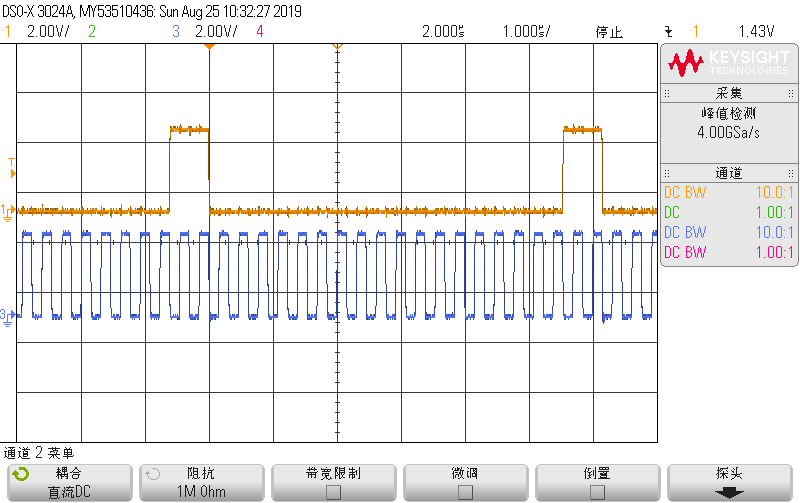 DSO-X 3024A, MY53510436: Sun Aug 25 10:32:27 2019
1 2.00V/ 2 3 2.00V/ 4 2.000s 1.000s/ 停止 1 1.43V
KEYSIGHT
TECHNOLOGIES
采集
峰值检测
4.00GSa/s
通道
DC BW 10.0:1
DC 1.00:1
DC BW 10.0:1
DC BW 1.00:1
T
1
3
通道 2 菜单
耦合
直流DC
阻抗
1M Ohm
带宽限制
微调
倒置
探头